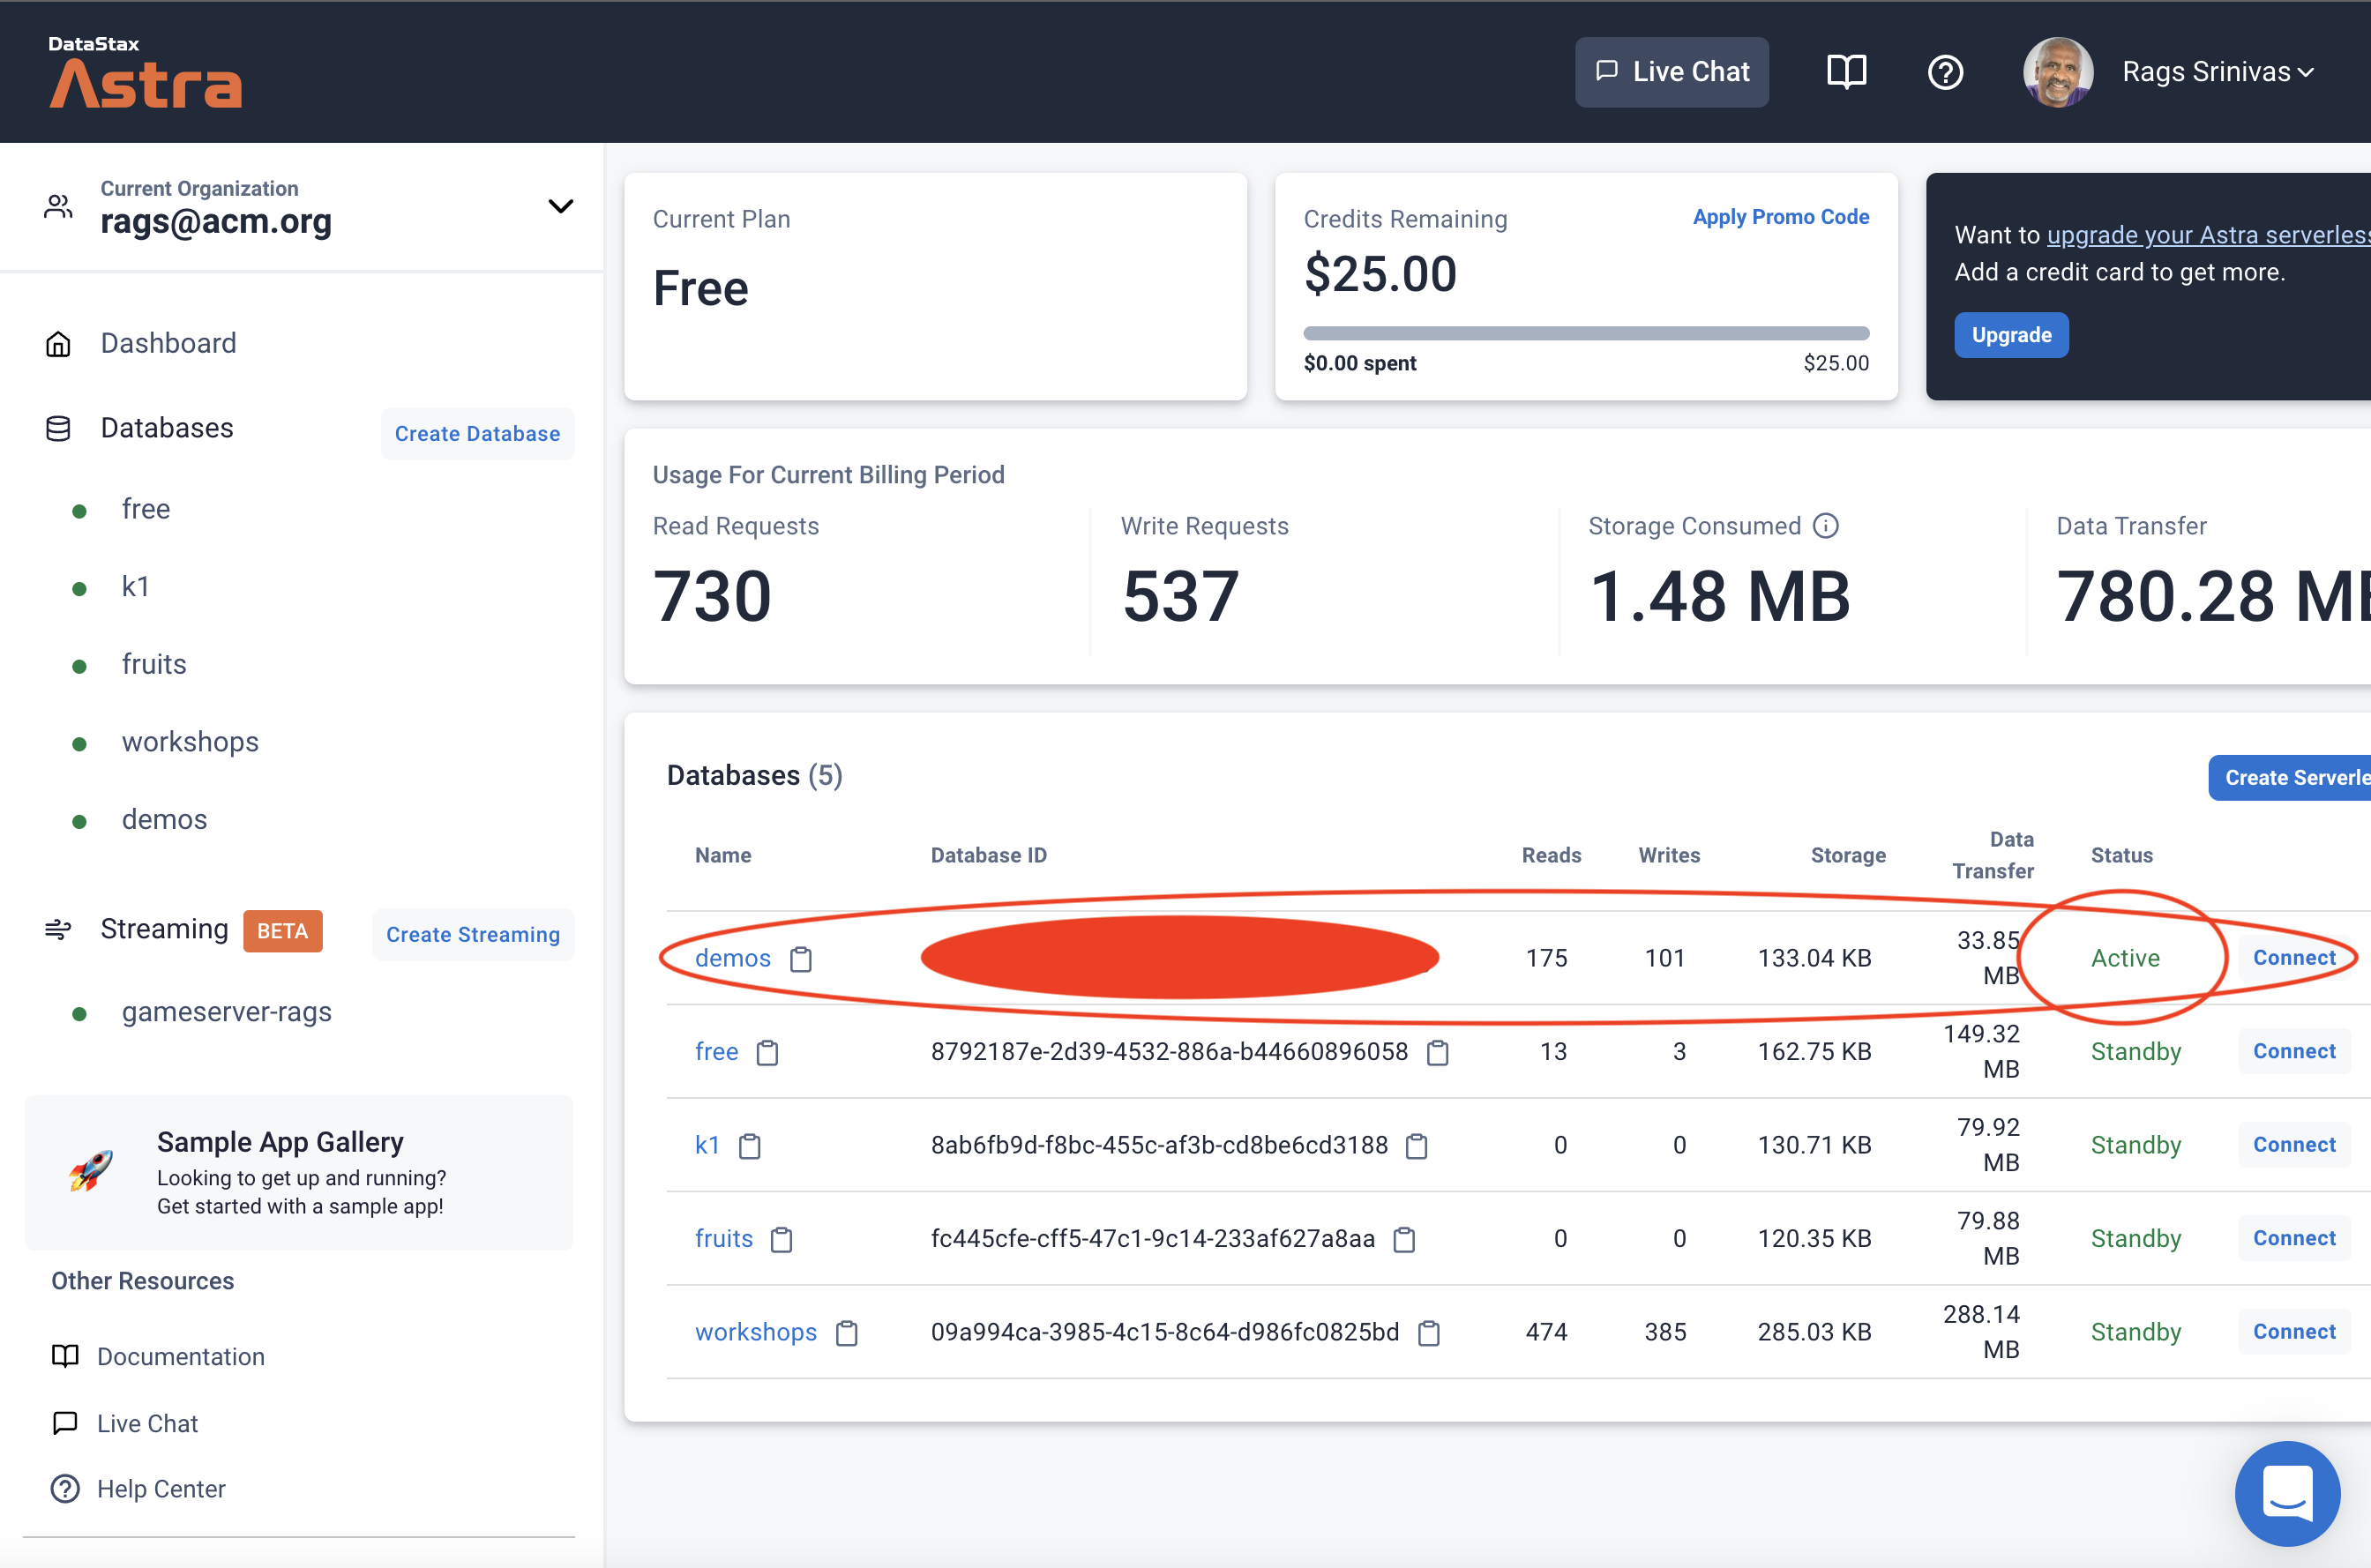 DataStax
Astra
Live Chat
Rags Srinivas
Current Organization
rags@acm.org
Dashboard
Databases
Create Database
free
k1
fruits
workshops
demos
Streaming BETA
Create Streaming
gameserver-rags
Sample App Gallery
Looking to get up and running?
Get started with a sample app!
Other Resources
Documentation
Live Chat
Help Center
Current Plan
Free
Credits Remaining
Apply Promo Code
$25.00
$0.00 spent
$25.00
Want to upgrade your Astra serverless
Add a credit card to get more.
Upgrade
Usage For Current Billing Period
Read Requests
730
Write Requests
537
Storage Consumed
1.48 MB
Data Transfer
780.28 MB
Databases (5)
Create Serverle
Name Database ID Reads Writes Storage Data Transfer Status
demos 175 101 133.04 KB 33.85 MB Active Connect
free 8792187e-2d39-4532-886a-b44660896058 13 3 162.75 KB 149.32 MB Standby Connect
k1 8ab6fb9d-f8bc-455c-af3b-cd8be6cd3188 0 0 130.71 KB 79.92 MB Standby Connect
fruits fc445cfe-cff5-47c1-9c14-233af627a8aa 0 0 120.35 KB 79.88 MB Standby Connect
workshops 09a994ca-3985-4c15-8c64-d986fc0825bd 474 385 285.03 KB 288.14 MB Standby Connect